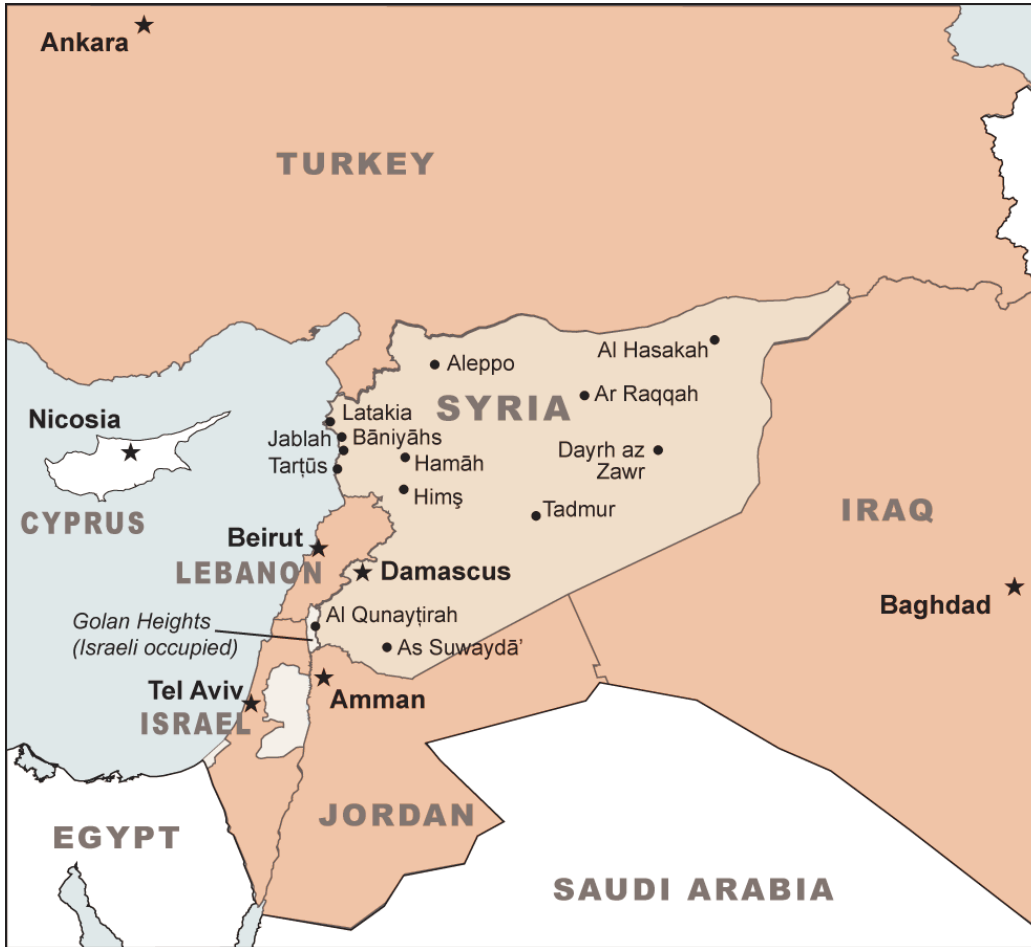 Ankara
TURKEY
Al Hasakah
Aleppo
Ar Raqqah
SYRIA
Latakia
Nicosia
Jablah
Bāniyāhs
Dayrh az
Zawr
Hamāh
Tarțūs
Himş
Tadmur
IRAQ
CYPRUS
Beirut
LEBANON
Damascus
Baghdad
Golan Heights
(Israeli occupied)
Al Qunayțirah
As Suwaydā’
Tel Aviv
Amman
ISRAEL
JORDAN
EGYPT
SAUDI ARABIA